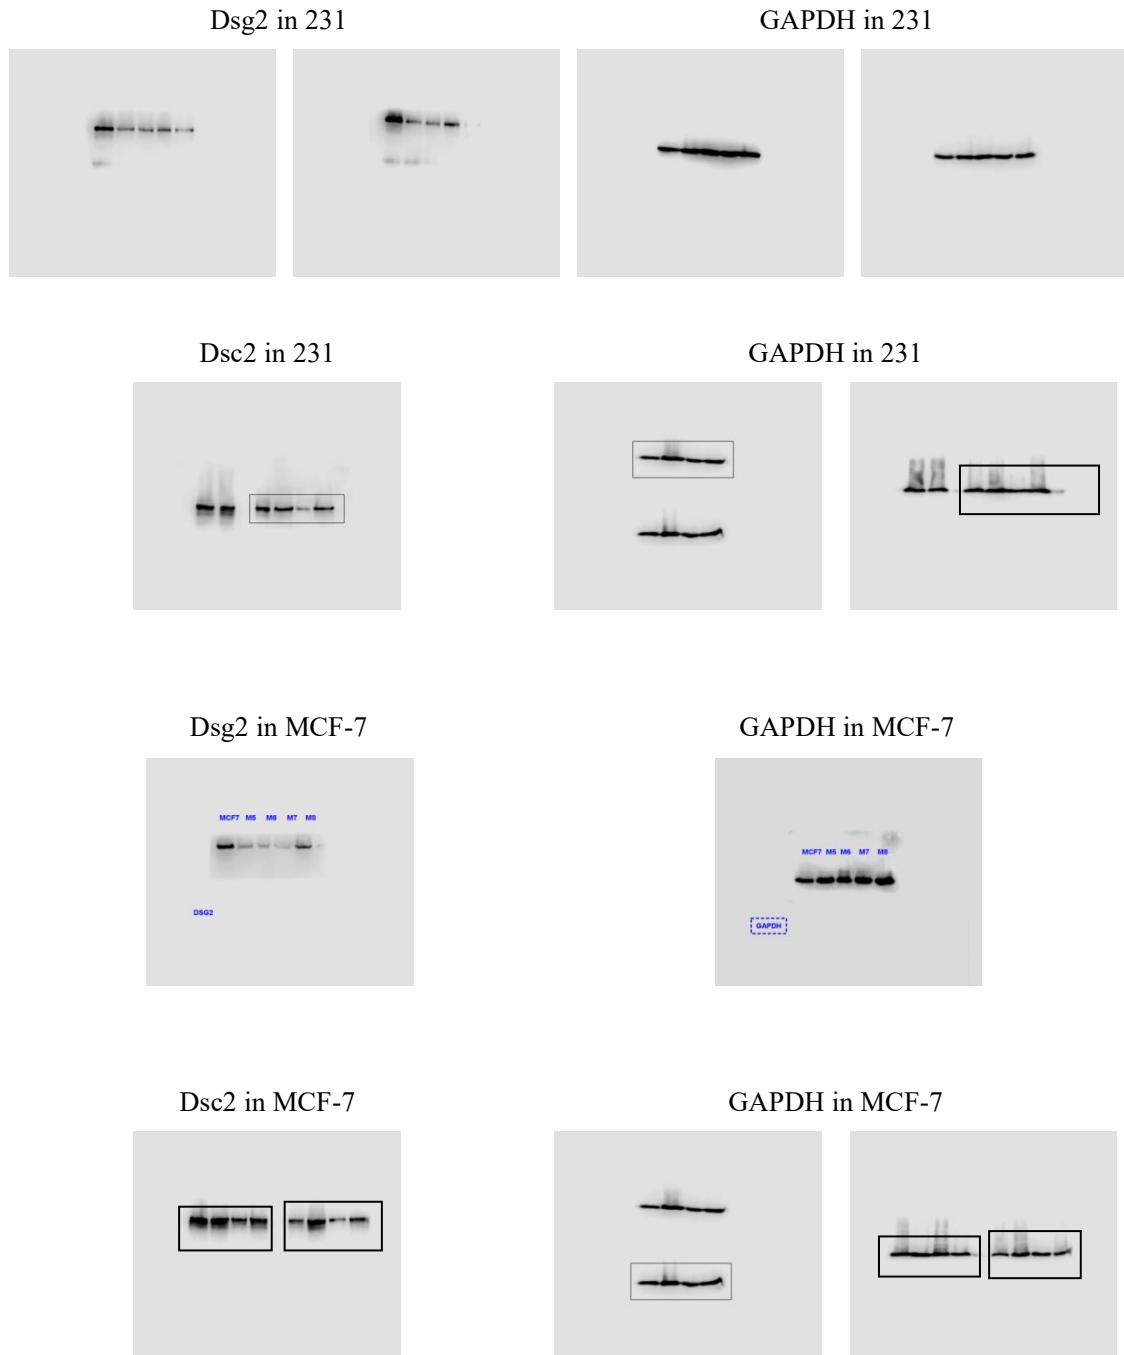 Dsg2 in 231
GAPDH in 231
Dsc2 in 231
GAPDH in 231
Dsg2 in MCF-7
GAPDH in MCF-7
MCF7 M5 M6 M7 M8
DSG2
MCF7 M5 M6 M7 M8
GAPDH
Dsc2 in MCF-7
GAPDH in MCF-7